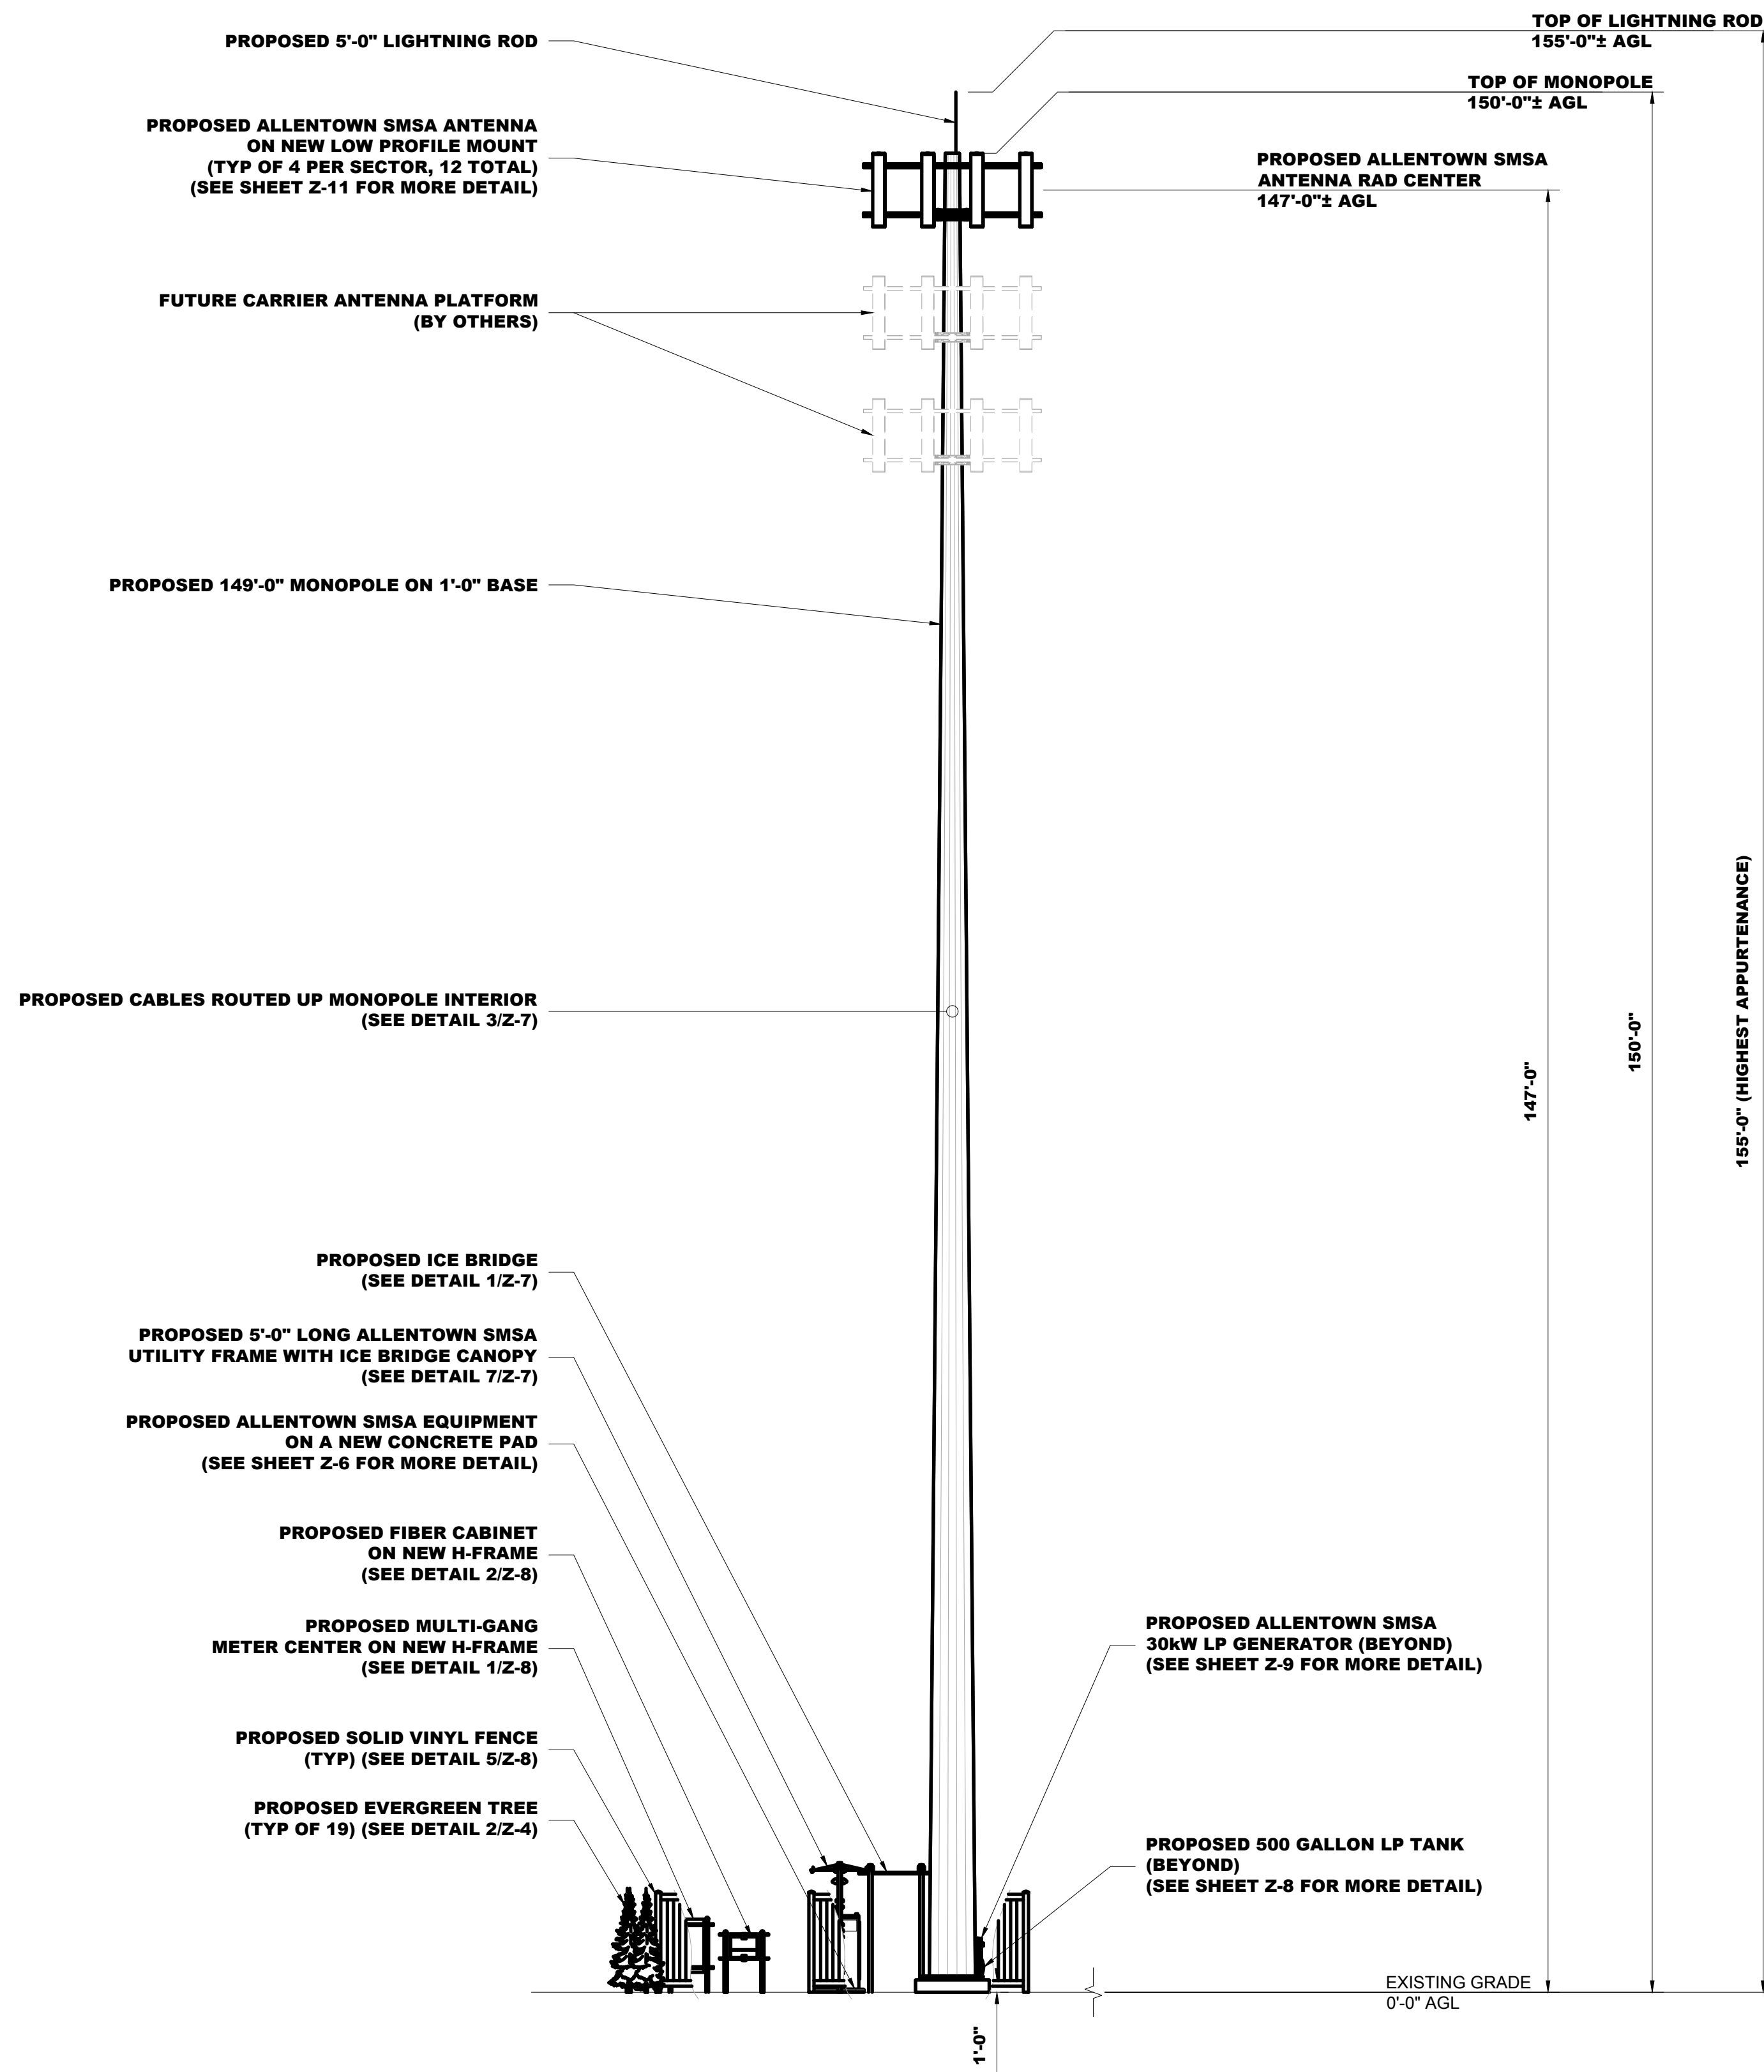 PROPOSED 5'-0" LIGHTNING ROD
TOP OF LIGHTNING ROD
155'-0"± AGL
TOP OF MONOPOLE
150'-0"± AGL
PROPOSED ALLENTOWN SMSA ANTENNA
ON NEW LOW PROFILE MOUNT
(TYP OF 4 PER SECTOR, 12 TOTAL)
(SEE SHEET Z-11 FOR MORE DETAIL)
PROPOSED ALLENTOWN SMSA
ANTENNA RAD CENTER
147'-0"± AGL
FUTURE CARRIER ANTENNA PLATFORM
(BY OTHERS)
PROPOSED 149'-0" MONOPOLE ON 1'-0" BASE
PROPOSED CABLES ROUTED UP MONOPOLE INTERIOR
(SEE DETAIL 3/Z-7)
147'-0"
150'-0"
155'-0" (HIGHEST APPURTENANCE)
PROPOSED ICE BRIDGE
(SEE DETAIL 1/Z-7)
PROPOSED 5'-0" LONG ALLENTOWN SMSA
UTILITY FRAME WITH ICE BRIDGE CANOPY
(SEE DETAIL 7/Z-7)
PROPOSED ALLENTOWN SMSA EQUIPMENT
ON A NEW CONCRETE PAD
(SEE SHEET Z-6 FOR MORE DETAIL)
PROPOSED FIBER CABINET
ON NEW H-FRAME
(SEE DETAIL 2/Z-8)
PROPOSED MULTI-GANG
METER CENTER ON NEW H-FRAME
(SEE DETAIL 1/Z-8)
PROPOSED SOLID VINYL FENCE
(TYP) (SEE DETAIL 5/Z-8)
PROPOSED EVERGREEN TREE
(TYP OF 19) (SEE DETAIL 2/Z-4)
PROPOSED ALLENTOWN SMSA
30kW LP GENERATOR (BEYOND)
(SEE SHEET Z-9 FOR MORE DETAIL)
PROPOSED 500 GALLON LP TANK
(BEYOND)
(SEE SHEET Z-8 FOR MORE DETAIL)
EXISTING GRADE
0'-0" AGL
1'-0"